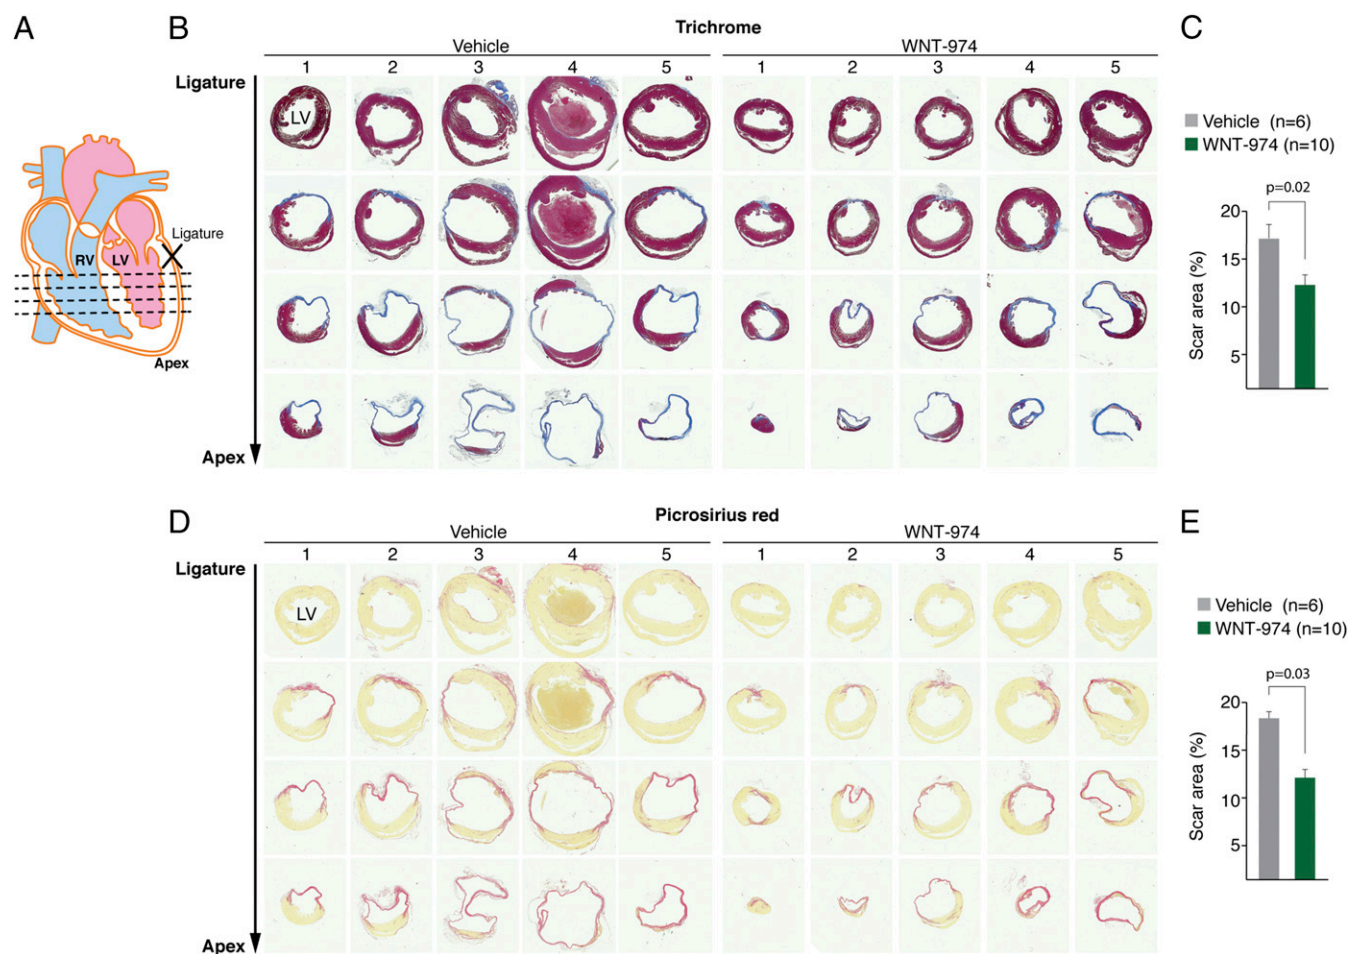 A
Ligature
RV
LV
Apex
B
Trichrome
Vehicle
WNT-974
1 2 3 4 5 1 2 3 4 5
Ligature
LV
Apex
C
Vehicle (n=6)
WNT-974 (n=10)
p=0.02
20
15
10
5
Scar area (%)
D
Picrosirius red
Vehicle
WNT-974
1 2 3 4 5 1 2 3 4 5
Ligature
LV
Apex
E
Vehicle (n=6)
WNT-974 (n=10)
p=0.03
20
15
10
5
Scar area (%)